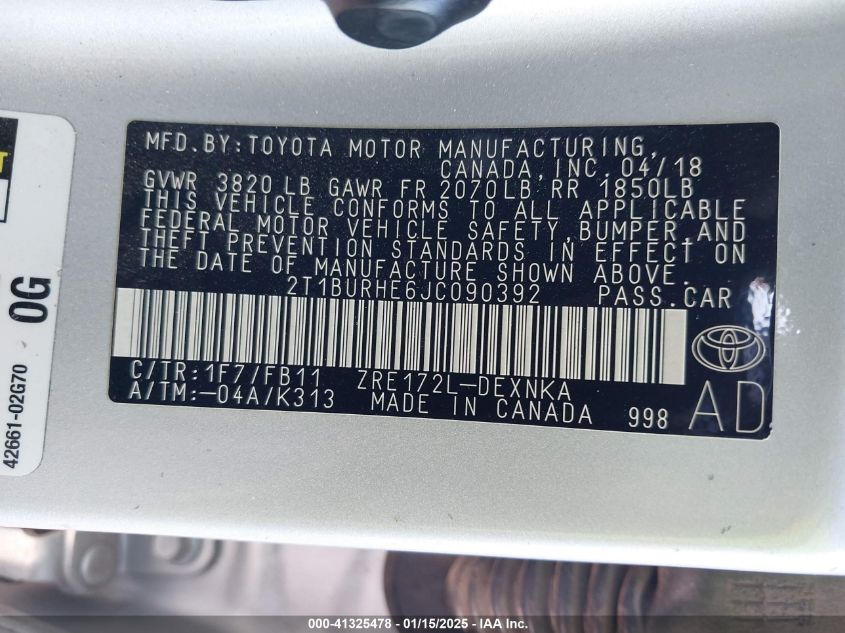 MFD.BY:TOYOTA MOTOR MANUFACTURING,
CANADA,INC. 04/18
GVWR 3820LB GAWR FR 2070LB,RR 1850LB
THIS VEHICLE CONFORMS TO ALL APPLICABLE
FEDERAL MOTOR VEHICLE SAFETY,BUMPER,AND
THEFT PREVENTION STANDARDS IN EFFECT ON
THE DATE OF MANUFACTURE SHOWN ABOVE.
2T1BURHE6JC090392 PASS.CAR
C/TR:1F7/FB11 ZRE172L-DEXNKA
A/TM:-04A/K313 MADE IN CANADA 998 AD
0G
42661-02G70
000-41325478 - 01/15/2025 - IAA Inc.